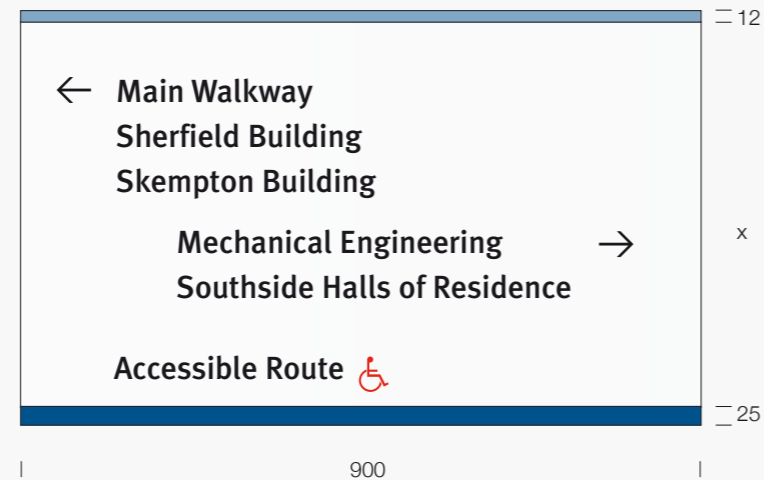 12
← Main Walkway
Sherfield Building
Skempton Building
Mechanical Engineering →
x
Southside Halls of Residence
Accessible Route
25
900